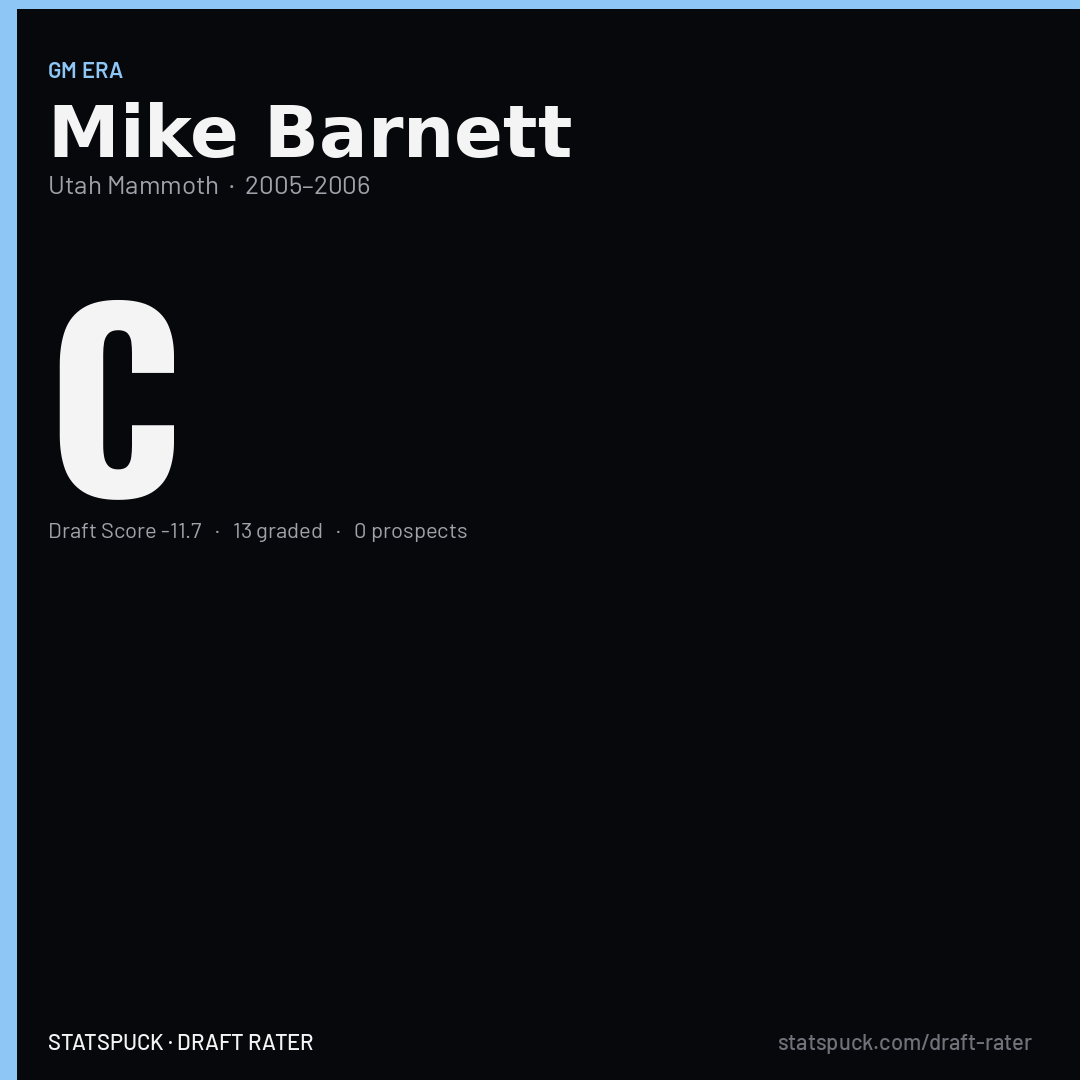 GM ERA
Mike Barnett
Utah Mammoth · 2005–2006
C
Draft Score -11.7 · 13 graded · 0 prospects
STATSPUCK · DRAFT RATER
statspuck.com/draft-rater